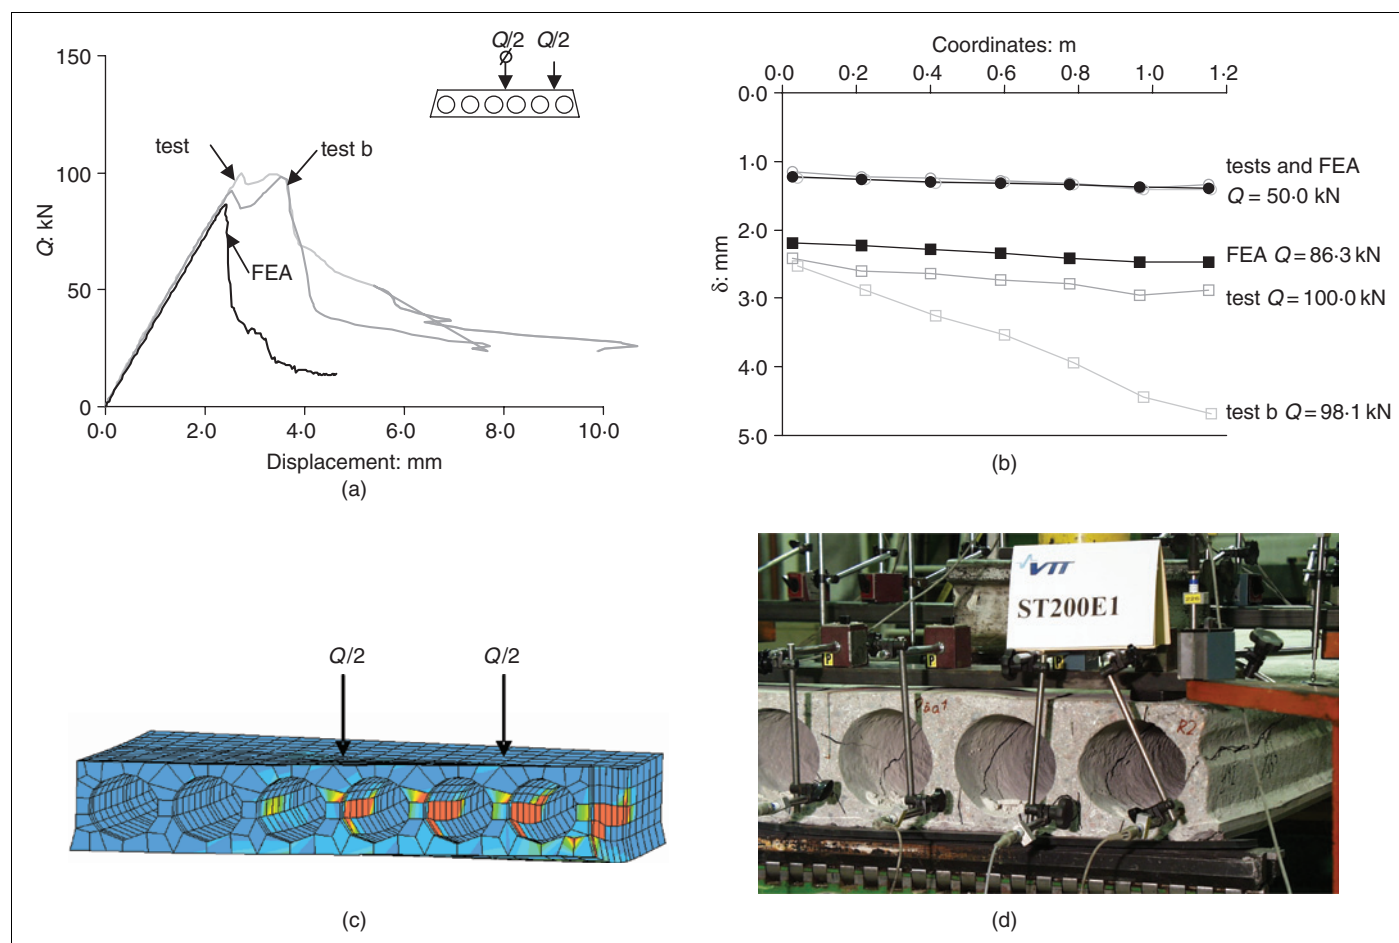 Q/2 Q/2
150
100
50
0
Q: kN
test
test b
FEA
0·0 2·0 4·0 6·0 8·0 10·0
Displacement: mm
(a)
Coordinates: m
0·0 0·2 0·4 0·6 0·8 1·0 1·2
0·0
1·0
2·0
3·0
4·0
5·0
δ: mm
tests and FEA
Q = 50·0 kN
FEA Q = 86·3 kN
test Q = 100·0 kN
test b Q = 98·1 kN
(b)
Q/2 Q/2
(c)
VTT
ST200E1
P P P
R2
(d)